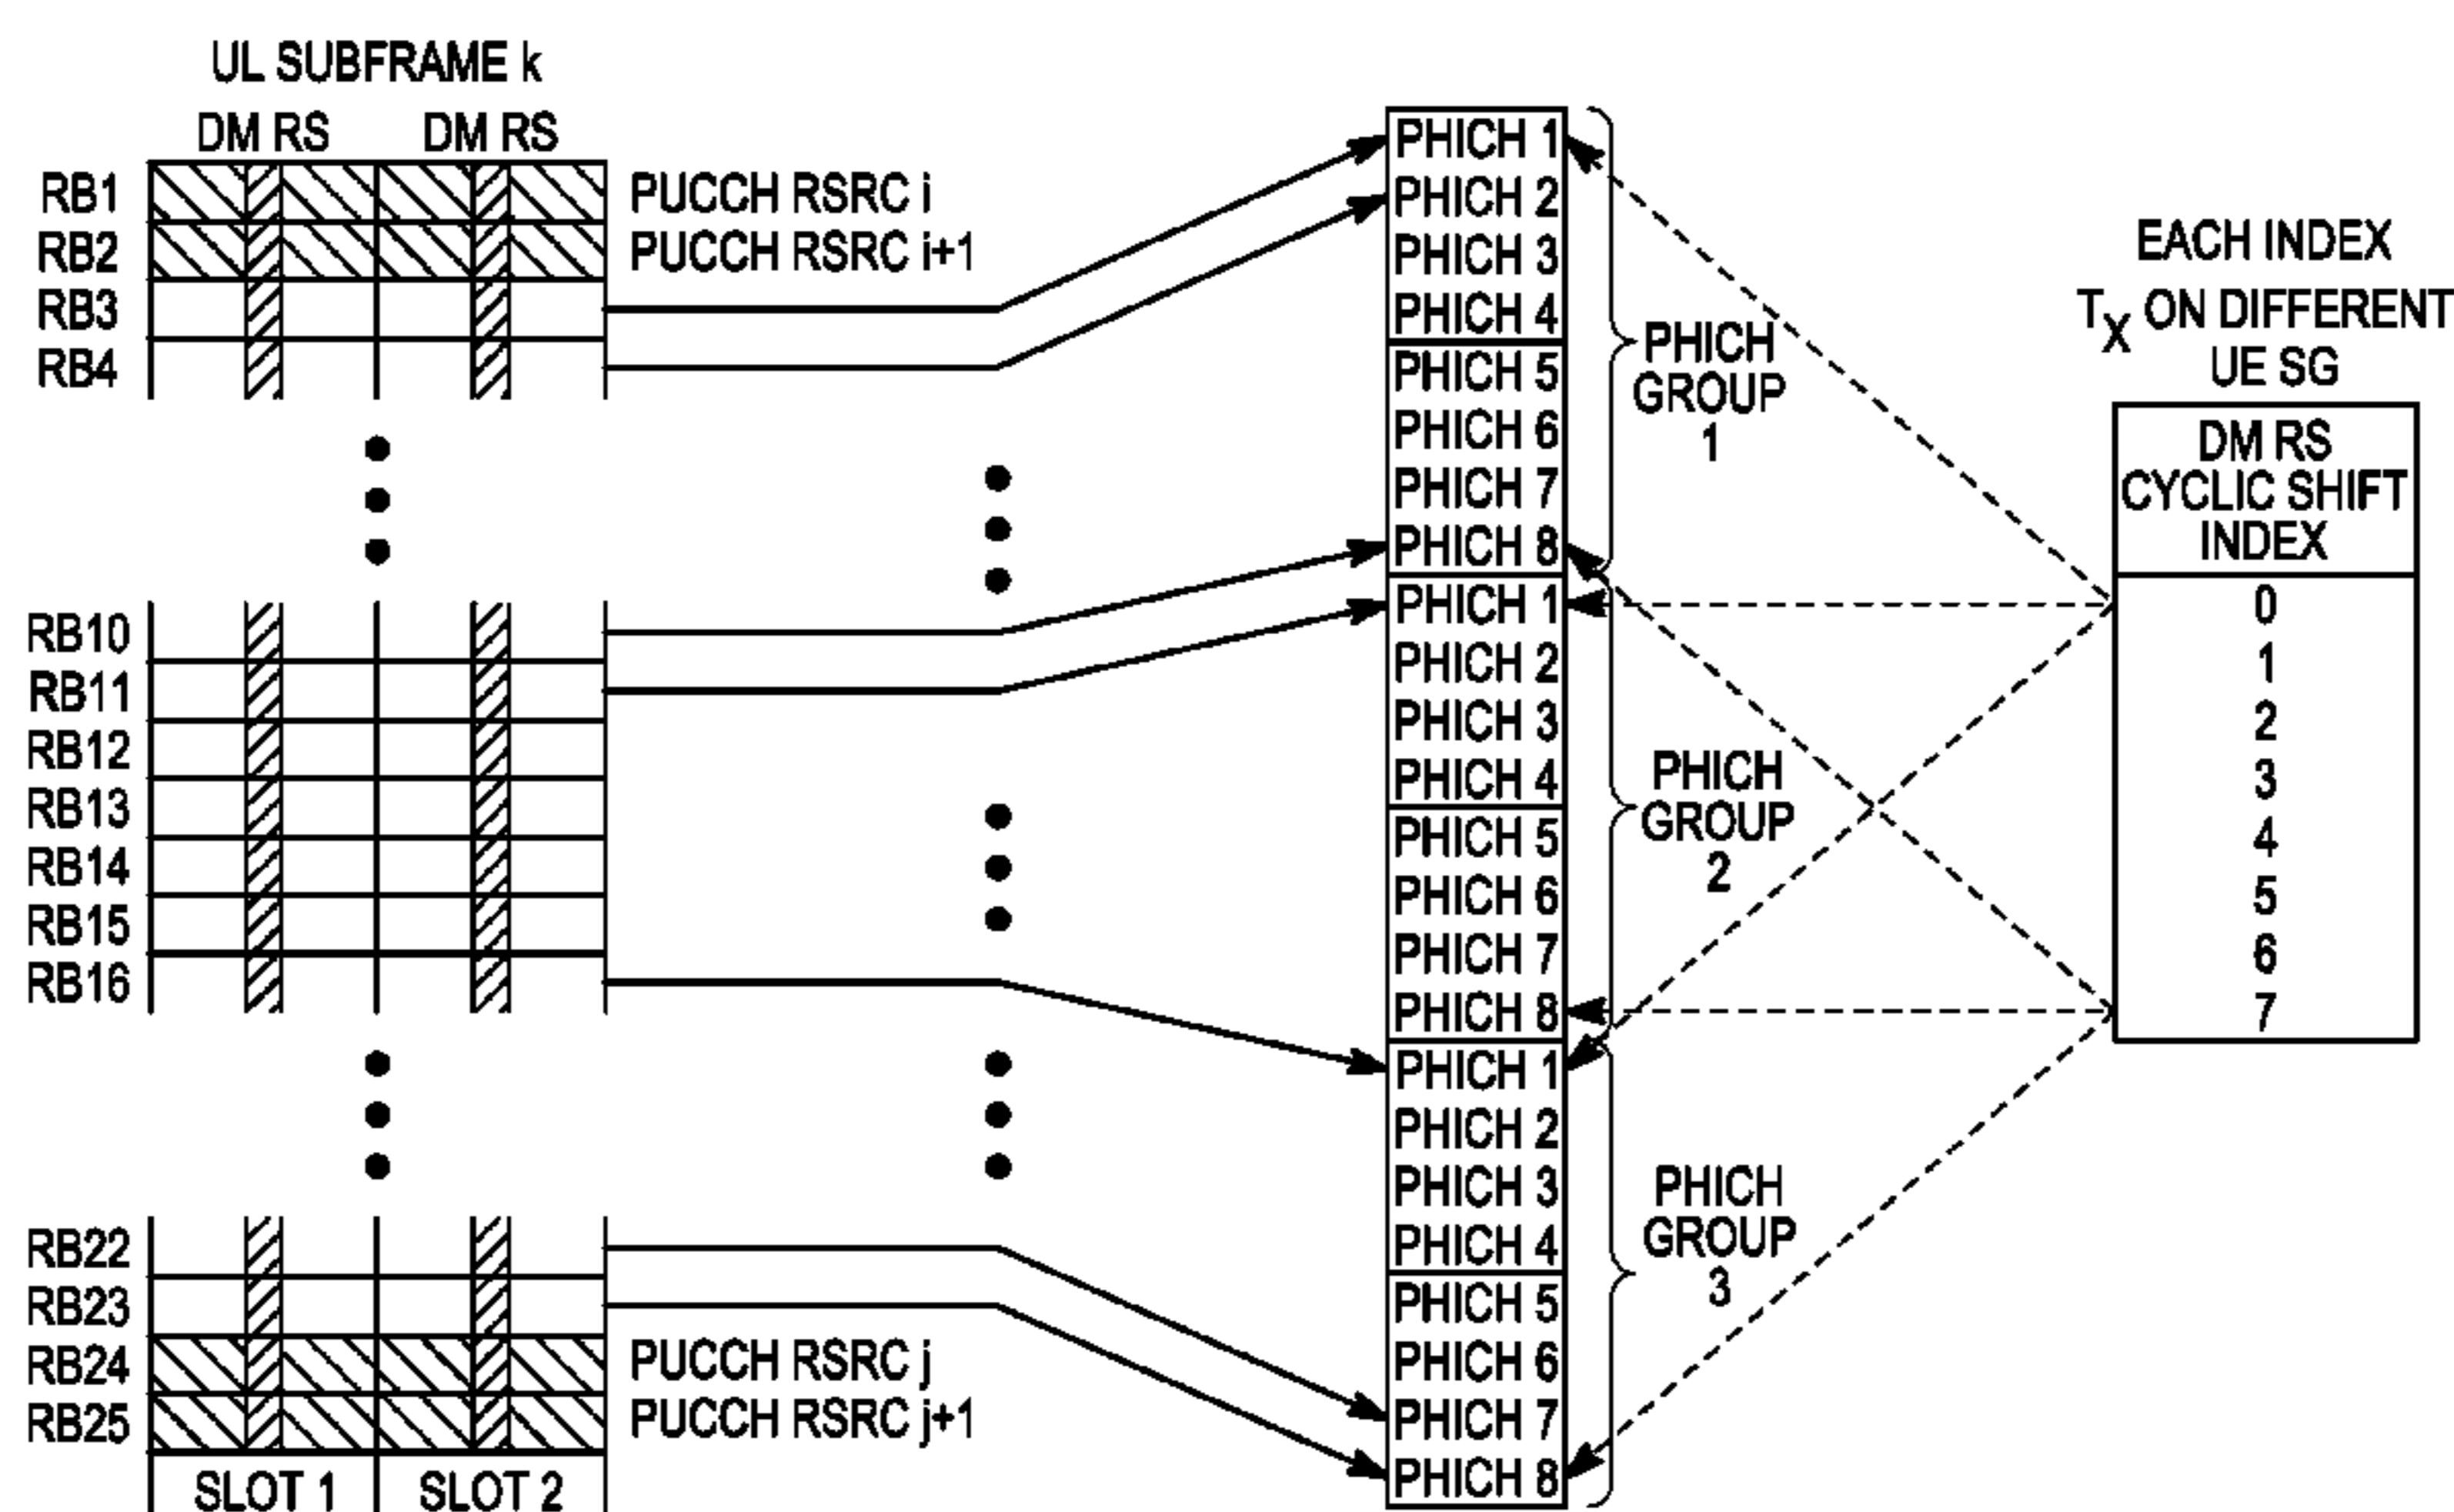 UL SUBFRAME k
DM RS DM RS
RB1
RB2
RB3
RB4
RB10
RB11
RB12
RB13
RB14
RB15
RB16
RB22
RB23
RB24
RB25
SLOT 1 SLOT 2
PUCCH RSRC i
PUCCH RSRC i+1
PUCCH RSRC j
PUCCH RSRC j+1
PHICH 1
PHICH 2
PHICH 3
PHICH 4
PHICH 5
PHICH 6
PHICH 7
PHICH 8
PHICH 1
PHICH 2
PHICH 3
PHICH 4
PHICH 5
PHICH 6
PHICH 7
PHICH 8
PHICH 1
PHICH 2
PHICH 3
PHICH 4
PHICH 5
PHICH 6
PHICH 7
PHICH 8
PHICH
GROUP
1
PHICH
GROUP
2
PHICH
GROUP
3
EACH INDEX
TX ON DIFFERENT
UE SG
DM RS
CYCLIC SHIFT
INDEX
0
1
2
3
4
5
6
7